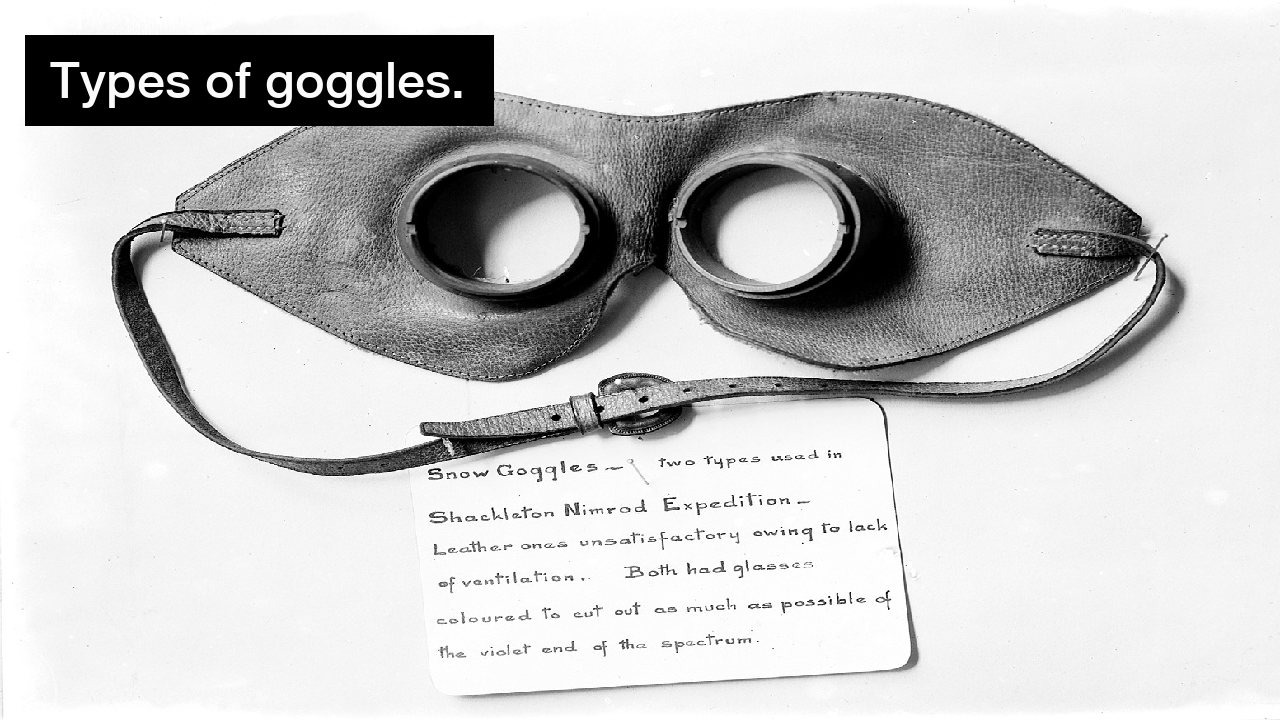 Types of goggles.
Snow Goggles – two types used in
Shackleton Nimrod Expedition –
Leather ones unsatisfactory owing to lack
of ventilation. Both had glasses
coloured to cut out as much as possible of
the violet end of the spectrum.